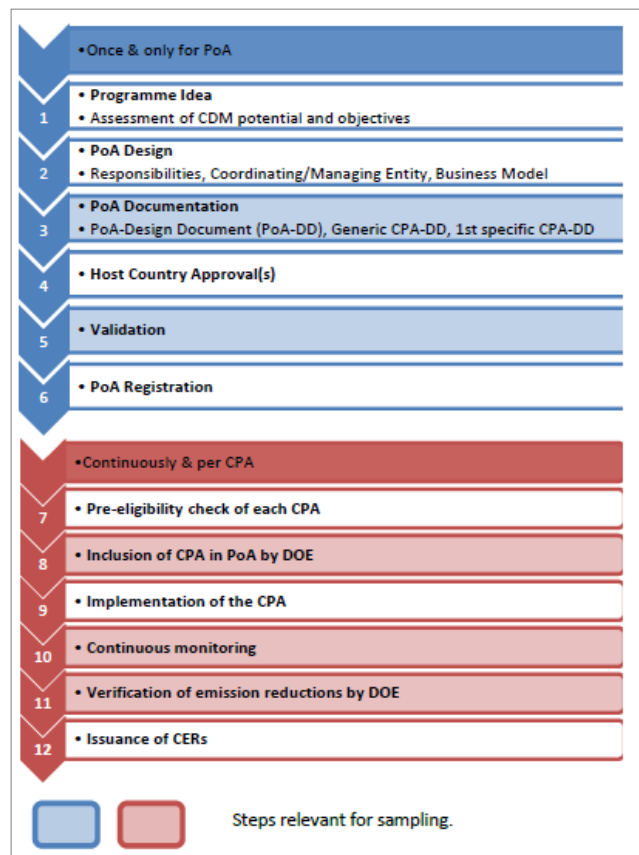 •Once & only for PoA
• Programme Idea
1
• Assessment of CDM potential and objectives
• PoA Design
2
• Responsibilities, Coordinating/Managing Entity, Business Model
• PoA Documentation
3
• PoA-Design Document (PoA-DD), Generic CPA-DD, 1st specific CPA-DD
4
• Host Country Approval(s)
5
• Validation
6
• PoA Registration
•Continuously & per CPA
7
• Pre-eligibility check of each CPA
8
• Inclusion of CPA in PoA by DOE
9
• Implementation of the CPA
10
• Continuous monitoring
11
• Verification of emission reductions by DOE
12
• Issuance of CERs
Steps relevant for sampling.